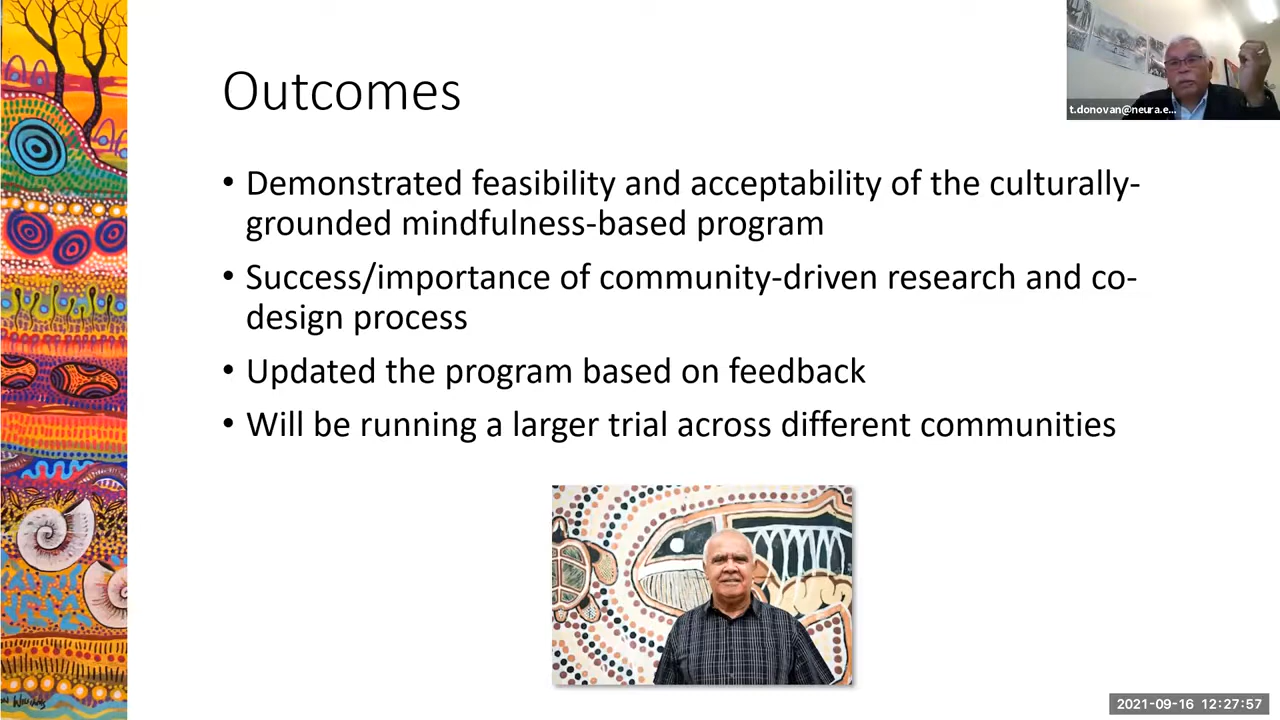 Outcomes
t.donovan@neura.e...
• Demonstrated feasibility and acceptability of the culturally-
grounded mindfulness-based program
• Success/importance of community-driven research and co-
design process
• Updated the program based on feedback
• Will be running a larger trial across different communities
2021-09-16 12:27:57